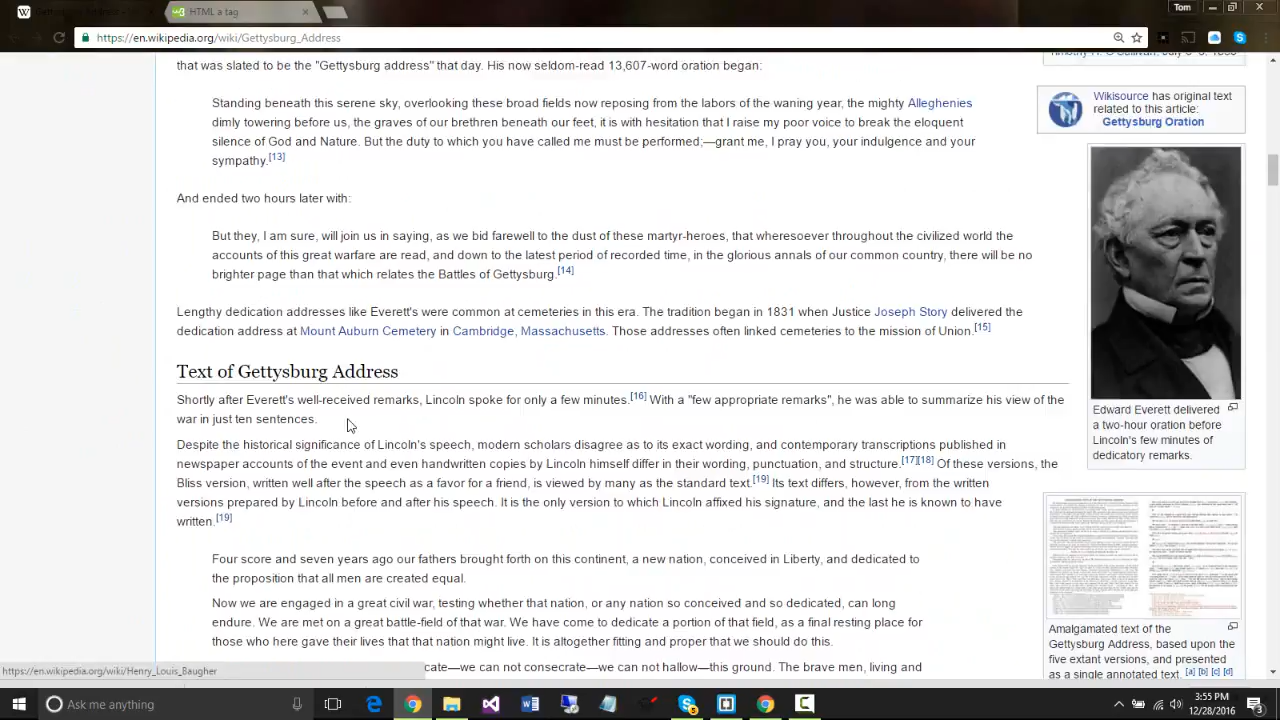 HTML a tag
Tom
https://en.wikipedia.org/wiki/Gettysburg_Address
that was slated to be the "Gettysburg address" that day. His now seldom-read 13,607-word oration began:
Standing beneath this serene sky, overlooking these broad fields now reposing from the labors of the waning year, the mighty Alleghenies
dimly towering before us, the graves of our brethren beneath our feet, it is with hesitation that I raise my poor voice to break the eloquent
silence of God and Nature. But the duty to which you have called me must be performed;—grant me, I pray you, your indulgence and your
sympathy.[13]
And ended two hours later with:
But they, I am sure, will join us in saying, as we bid farewell to the dust of these martyr-heroes, that wheresoever throughout the civilized world the
accounts of this great warfare are read, and down to the latest period of recorded time, in the glorious annals of our common country, there will be no
brighter page than that which relates the Battles of Gettysburg.[14]
Lengthy dedication addresses like Everett's were common at cemeteries in this era. The tradition began in 1831 when Justice Joseph Story delivered the
dedication address at Mount Auburn Cemetery in Cambridge, Massachusetts. Those addresses often linked cemeteries to the mission of Union.[15]
Text of Gettysburg Address
Shortly after Everett's well-received remarks, Lincoln spoke for only a few minutes.[16] With a "few appropriate remarks", he was able to summarize his view of the
war in just ten sentences.
Despite the historical significance of Lincoln's speech, modern scholars disagree as to its exact wording, and contemporary transcriptions published in
newspaper accounts of the event and even handwritten copies by Lincoln himself differ in their wording, punctuation, and structure.[17][18] Of these versions, the
Bliss version, written well after the speech as a favor for a friend, is viewed by many as the standard text.[19] Its text differs, however, from the written
versions prepared by Lincoln before and after his speech. It is the only version to which Lincoln affixed his signature, and the last he is known to have
written.[19]
Four score and seven years ago our fathers brought forth on this continent, a new nation, conceived in Liberty, and dedicated to
the proposition that all men are created equal.
Now we are engaged in a great civil war, testing whether that nation, or any nation so conceived and so dedicated, can long
endure. We are met on a great battle-field of that war. We have come to dedicate a portion of that field, as a final resting place for
those who here gave their lives that that nation might live. It is altogether fitting and proper that we should do this.
cate—we can not consecrate—we can not hallow—this ground. The brave men, living and
Wikisource has original text
related to this article:
Gettysburg Oration
Edward Everett delivered
a two-hour oration before
Lincoln's few minutes of
dedicatory remarks.
Amalgamated text of the
Gettysburg Address, based upon the
five extant versions, and presented
as a single annotated text. [a] [b] [c] [d]
https://en.wikipedia.org/wiki/Henry_Louis_Baugher
Ask me anything
3:55 PM
12/28/2016